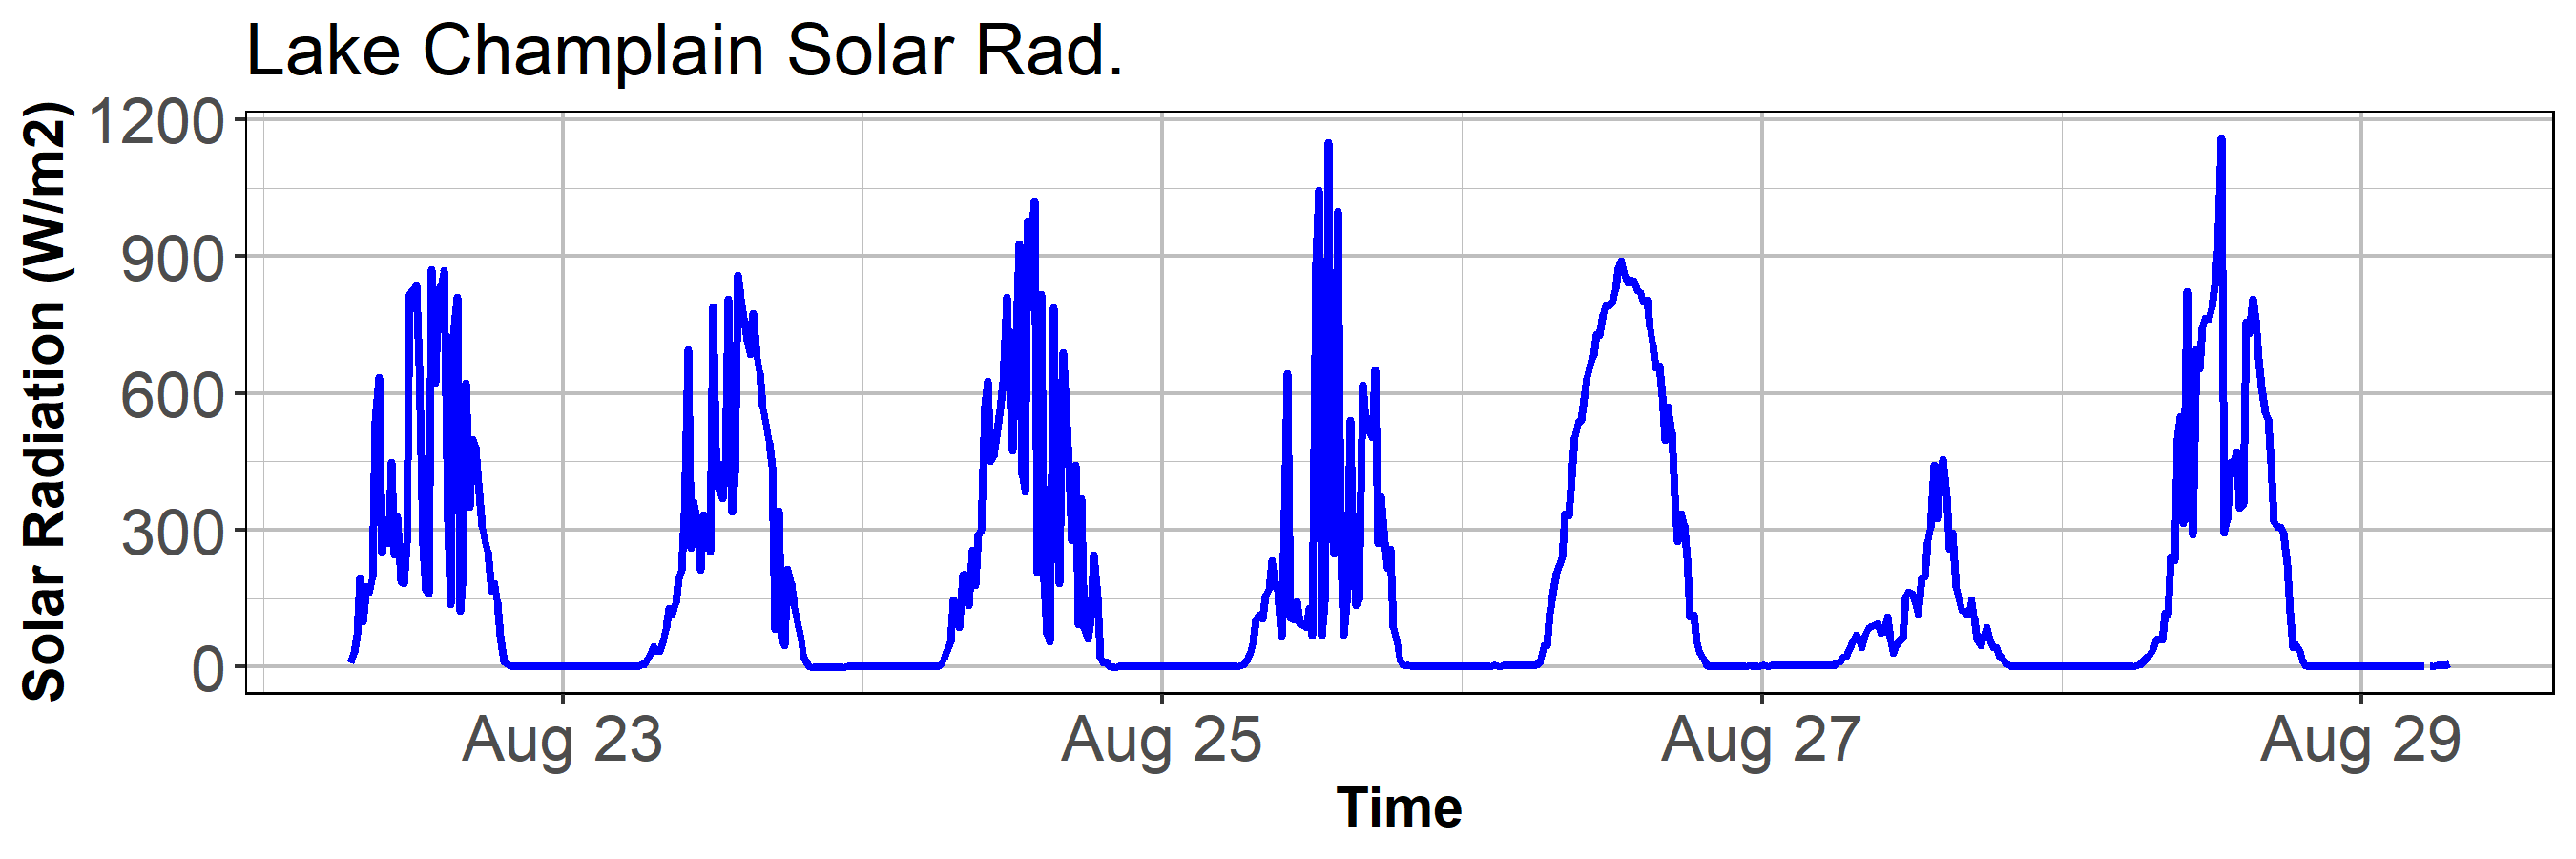 Lake Champlain Solar Rad.
Solar Radiation (W/m2)
1200
900
600
300
0
Aug 23 Aug 25 Aug 27 Aug 29
Time